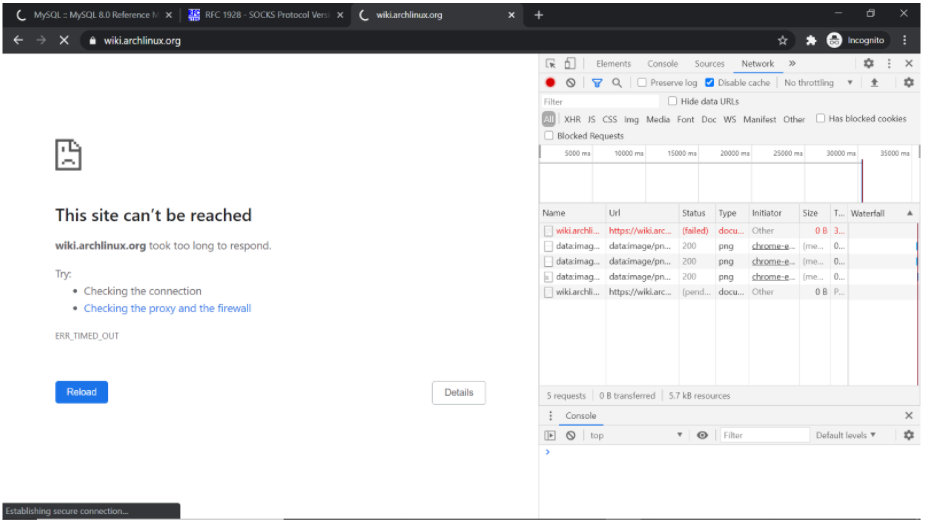 MySQL :: MySQL 8.0 Reference M
RFC 1928 - SOCKS Protocol Versi
wiki.archlinux.org
wiki.archlinux.org
Incognito
Elements Console Sources Network
Preserve log Disable cache No throttling
Filter Hide data URLs
All XHR JS CSS Img Media Font Doc WS Manifest Other Has blocked cookies
Blocked Requests
5000 ms 10000 ms 15000 ms 20000 ms 25000 ms 30000 ms 35000 ms
Name Url Status Type Initiator Size T... Waterfall
wiki.archli... https://wiki.arc... (failed) docu... Other 0 B 3...
data:imag... data:image/pn... 200 png chrome-e... (me... 0...
data:imag... data:image/pn... 200 png chrome-e... (me... 0...
data:imag... data:image/pn... 200 png chrome-e... (me... 0...
wiki.archli... https://wiki.arc... (pend... docu... Other 0 B P...
5 requests 0 B transferred 5.7 kB resources
Console
top Filter Default levels
This site can't be reached
wiki.archlinux.org took too long to respond.
Try:
• Checking the connection
• Checking the proxy and the firewall
ERR_TIMED_OUT
Reload Details
Establishing secure connection...